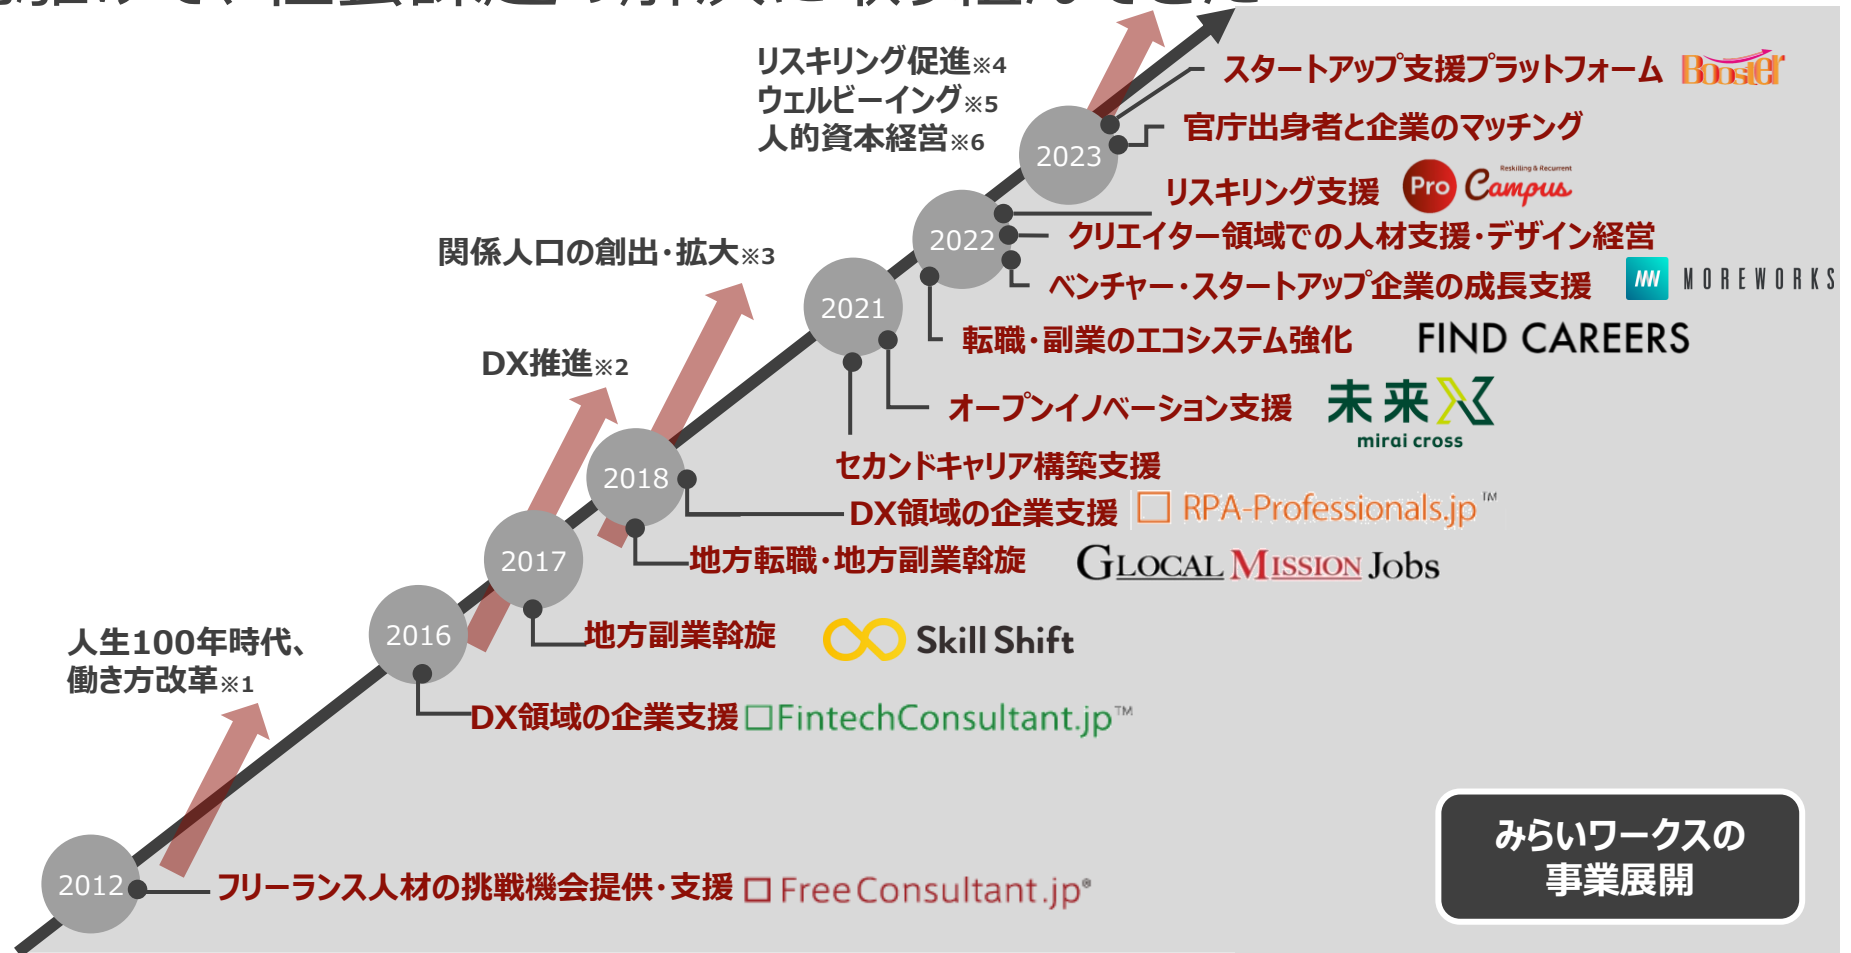 リスキリング促進※4
ウェルビーイング※5
人的資本経営※6
スタートアップ支援プラットフォーム Booster
2023
官庁出身者と企業のマッチング
リスキリング支援 Pro Campus
Reskilling & Recurrent
2022
クリエイター領域での人材支援・デザイン経営
関係人口の創出・拡大※3
ベンチャー・スタートアップ企業の成長支援 MOREWORKS
2021
転職・副業のエコシステム強化 FIND CAREERS
DX推進※2
オープンイノベーション支援 未来X
mirai cross
セカンドキャリア構築支援
2018
DX領域の企業支援 RPA-Professionals.jp™
地方転職・地方副業斡旋 GLOCAL MISSION Jobs
2017
地方副業斡旋 Skill Shift
2016
人生100年時代、
働き方改革※1
DX領域の企業支援 FintechConsultant.jp™
みらいワークスの
事業展開
2012
フリーランス人材の挑戦機会提供・支援 FreeConsultant.jp®